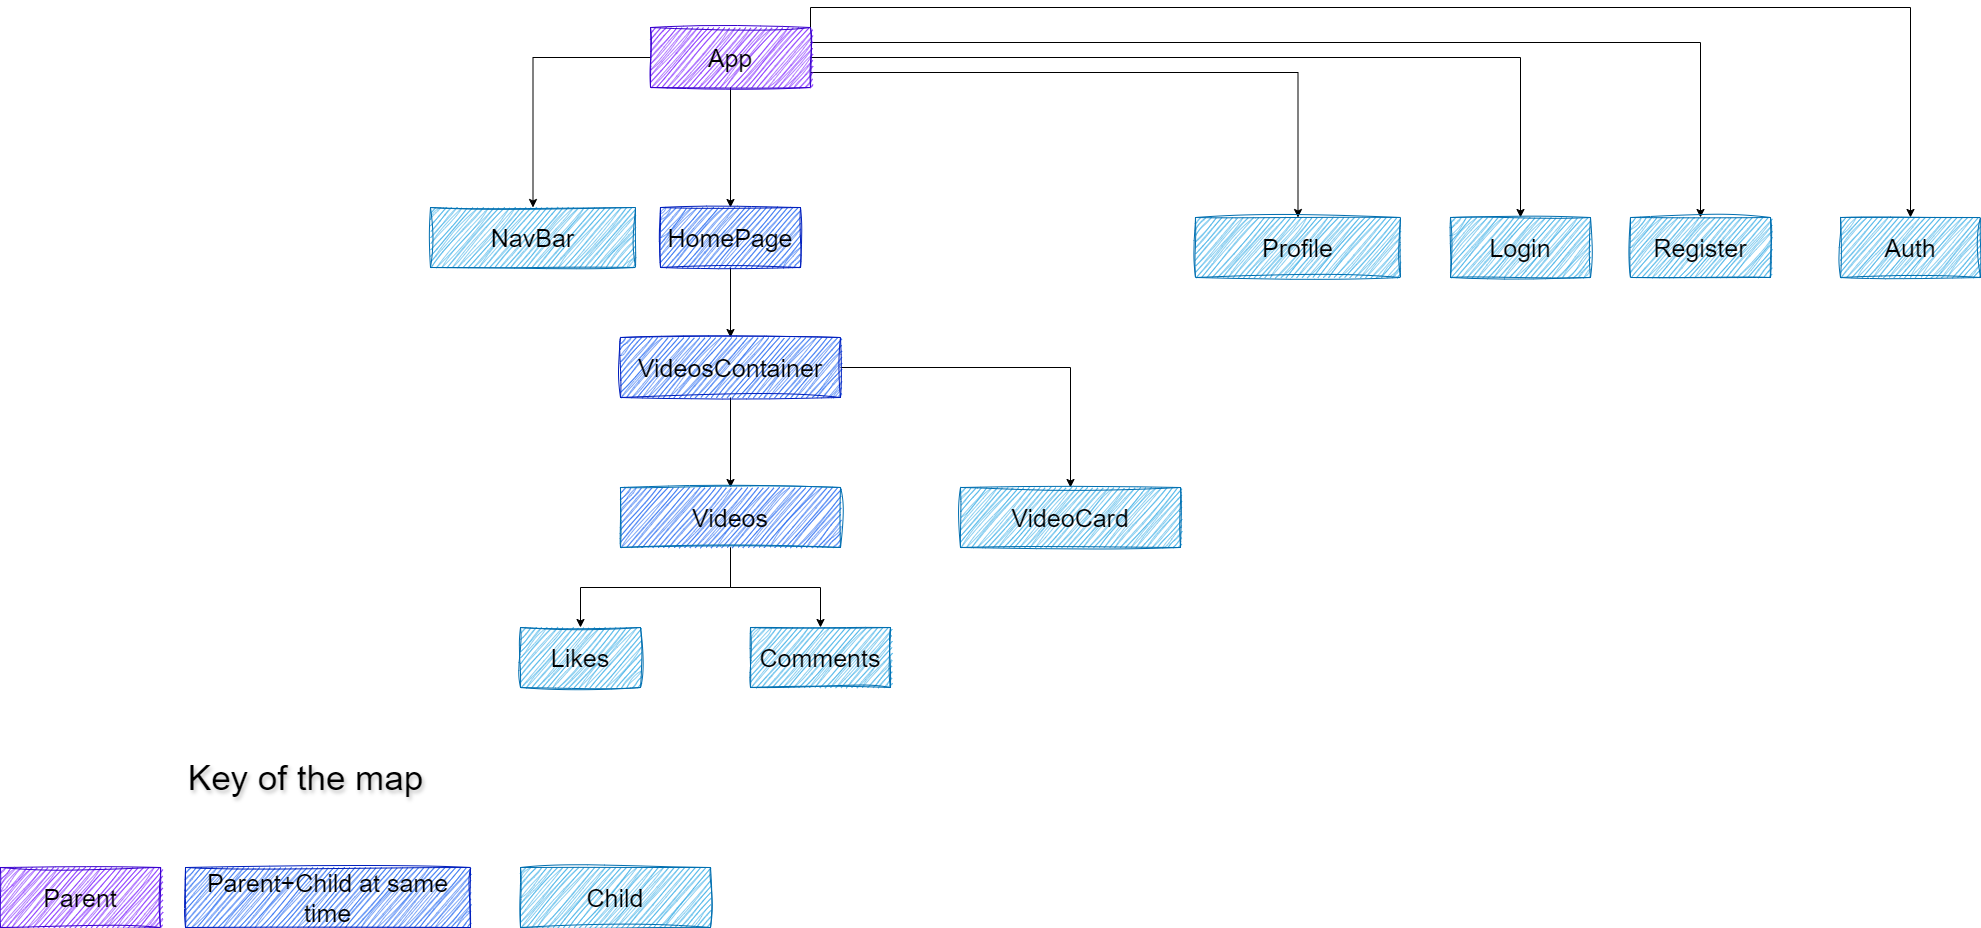 App
NavBar
HomePage
Profile
Login
Register
Auth
VideosContainer
Videos
VideoCard
Likes
Comments
Key of the map
Parent
Parent+Child at same
time
Child